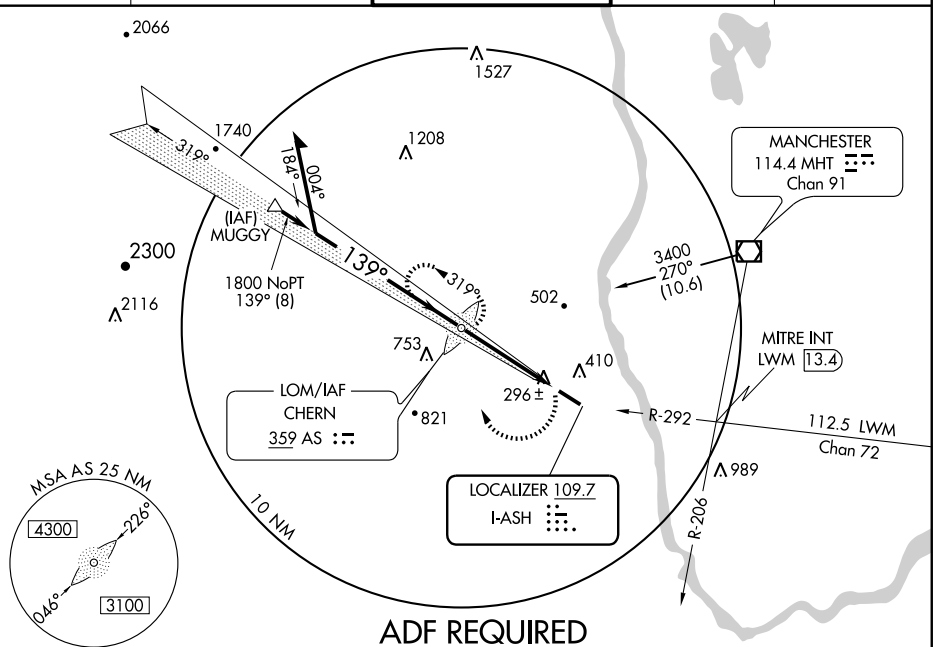 2066
1527
1740
1208
319°
184°
004°
(IAF)
MUGGY
139°
1800 NoPT
139° (8)
2300
2116
319°
502
753
821
410
296 ±
MANCHESTER
114.4 MHT
Chan 91
3400
270°
(10.6)
MITRE INT
LWM 13.4
R-292
112.5 LWM
Chan 72
989
R-206
LOM/IAF
CHERN
359 AS
LOCALIZER 109.7
I-ASH
10 NM
MSA AS 25 NM
4300
226°
046°
3100
ADF REQUIRED